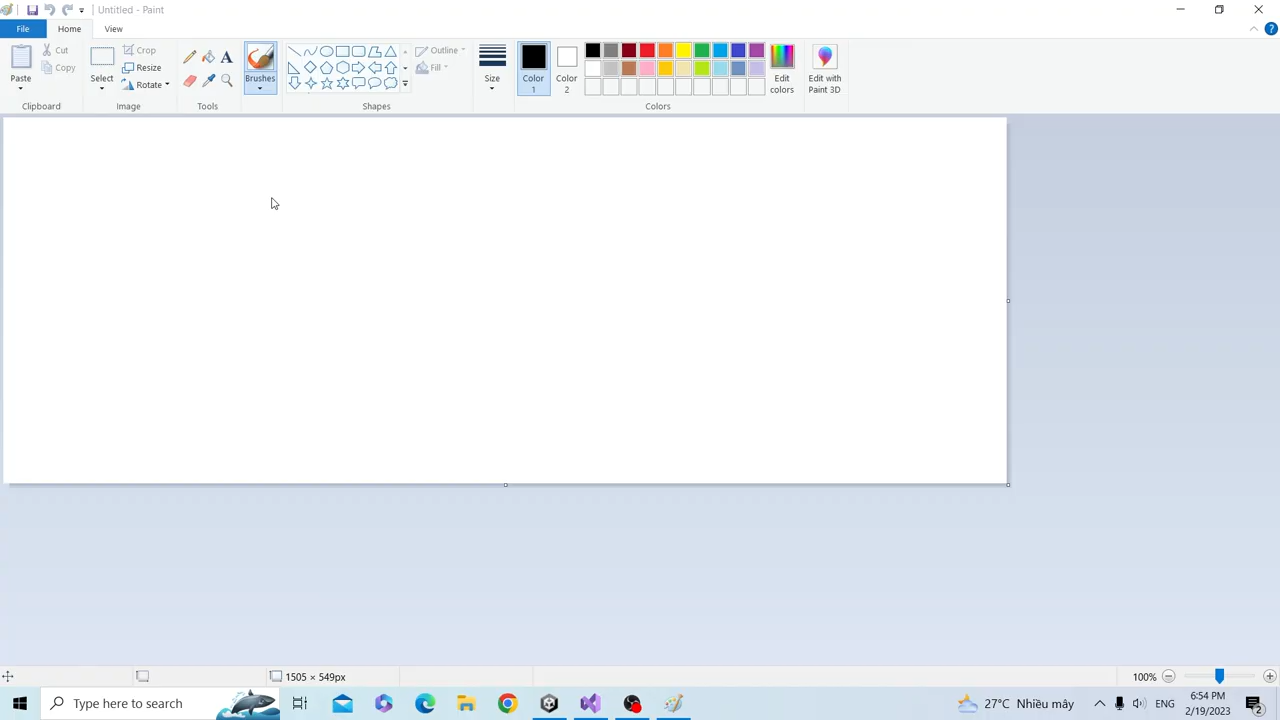 Untitled - Paint
File Home View
Paste
Cut
Copy
Clipboard
Select
Crop
Resize
Rotate
Image
A
Tools
Brushes
Shapes
Outline
Fill
Size
Color 1
Color 2
Colors
Edit colors
Edit with Paint 3D
?
1505 × 549px
100%
Type here to search
27°C Nhiều mây
ENG
6:54 PM
2/19/2023
2